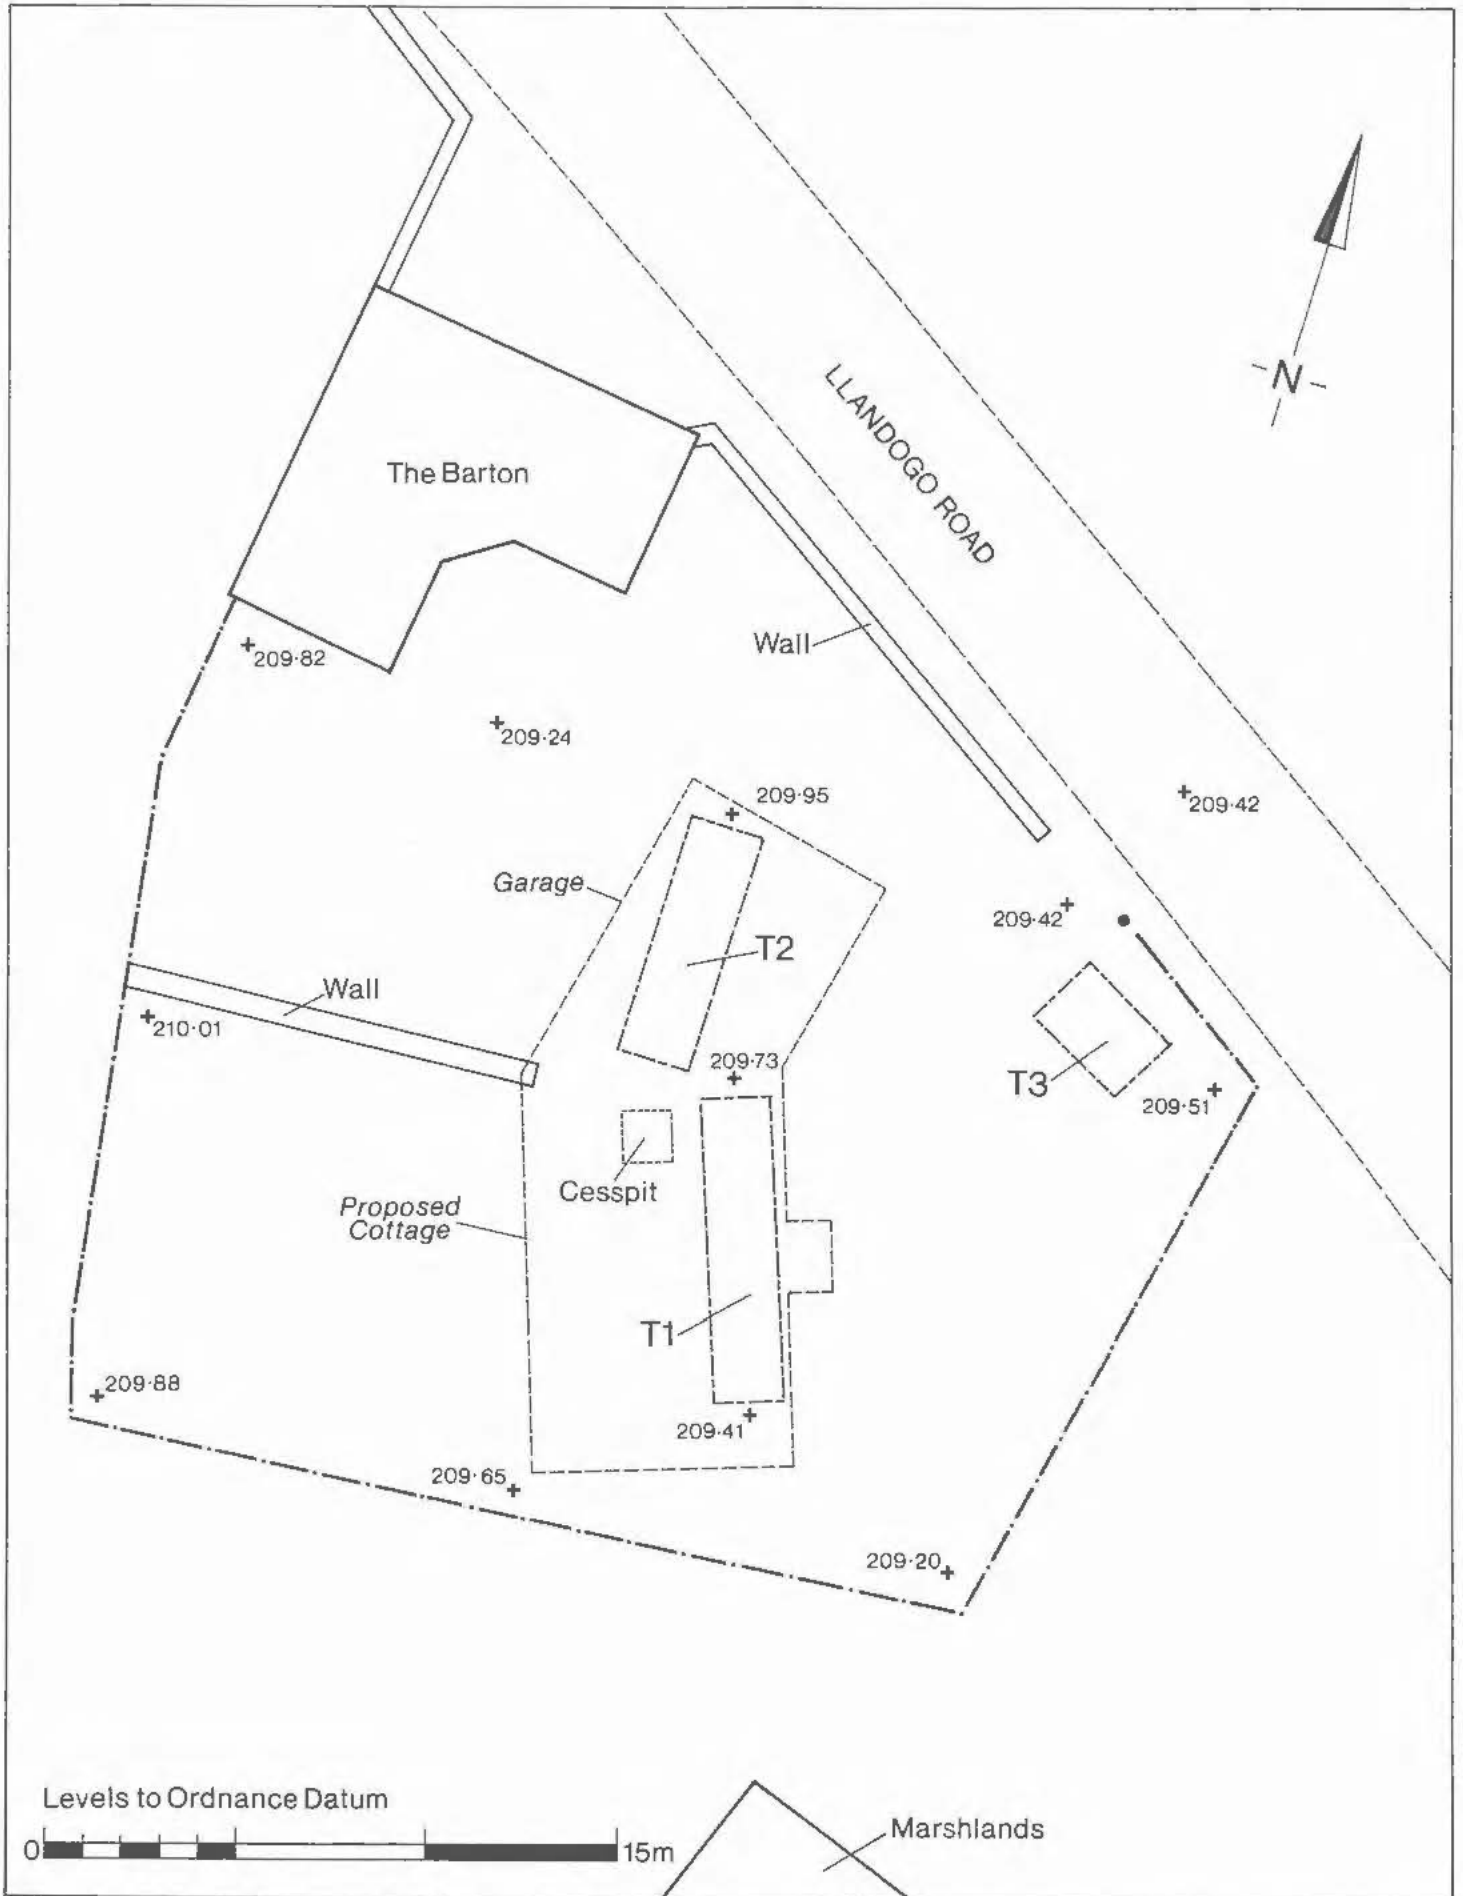 N
LLANDOGO ROAD
The Barton
Wall
209·82
209·24
209·95
209·42
Garage
209·42
T2
Wall
210·01
209·73
T3
209·51
Cesspit
Proposed
Cottage
T1
209·88
209·41
209·65
209·20
Levels to Ordnance Datum
Marshlands
0 15m